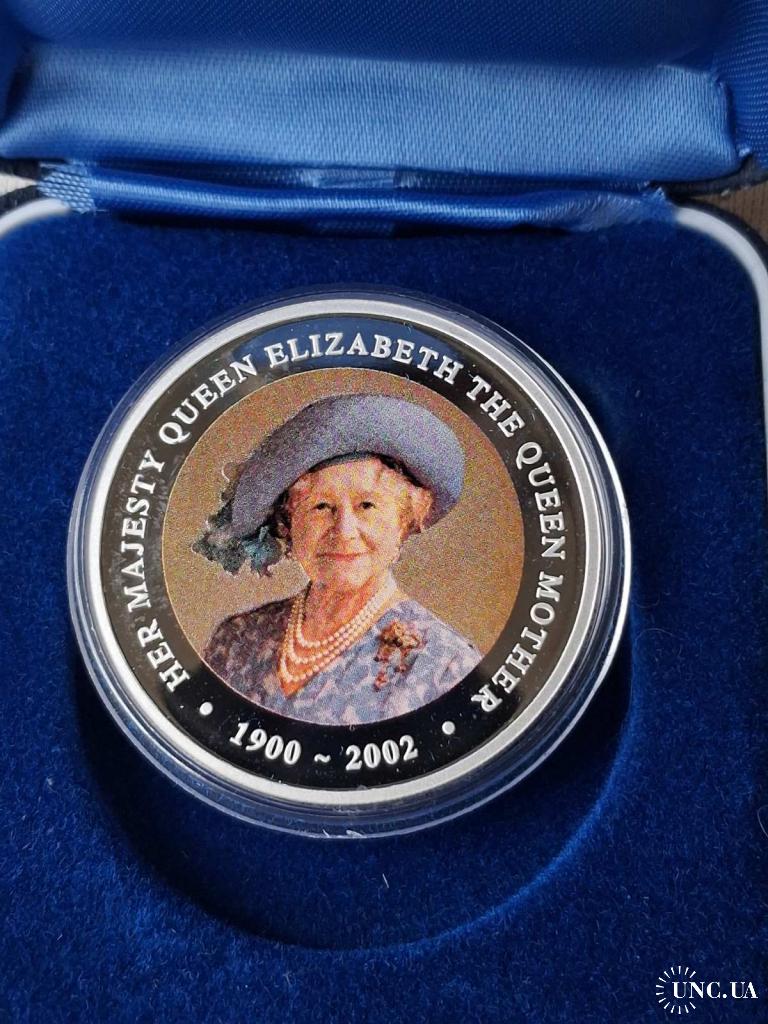 HER MAJESTY QUEEN ELIZABETH THE QUEEN MOTHER
• 1900 ~ 2002 •
UNC.UA